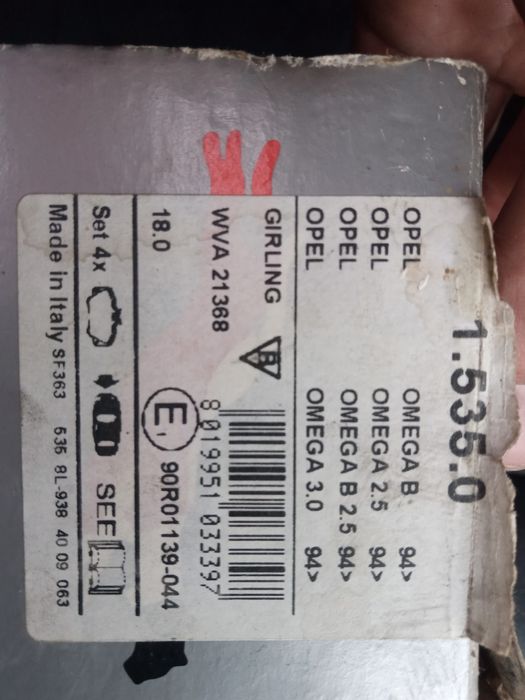 1.535.0
OPEL OMEGA B 94>
OPEL OMEGA 2.5 94>
OPEL OMEGA B 2.5 94>
OPEL OMEGA 3.0 94>
GIRLING B
WVA 21368
8 019951 033397
18.0
E1 90R01139-044
Set 4x SEE
Made in Italy SF363 535 8L-938 40 09 063